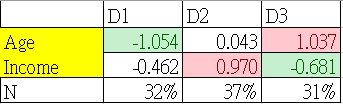 D1 D2 D3
Age -1.054 0.043 1.037
Income -0.462 0.970 -0.681
N 32% 37% 31%